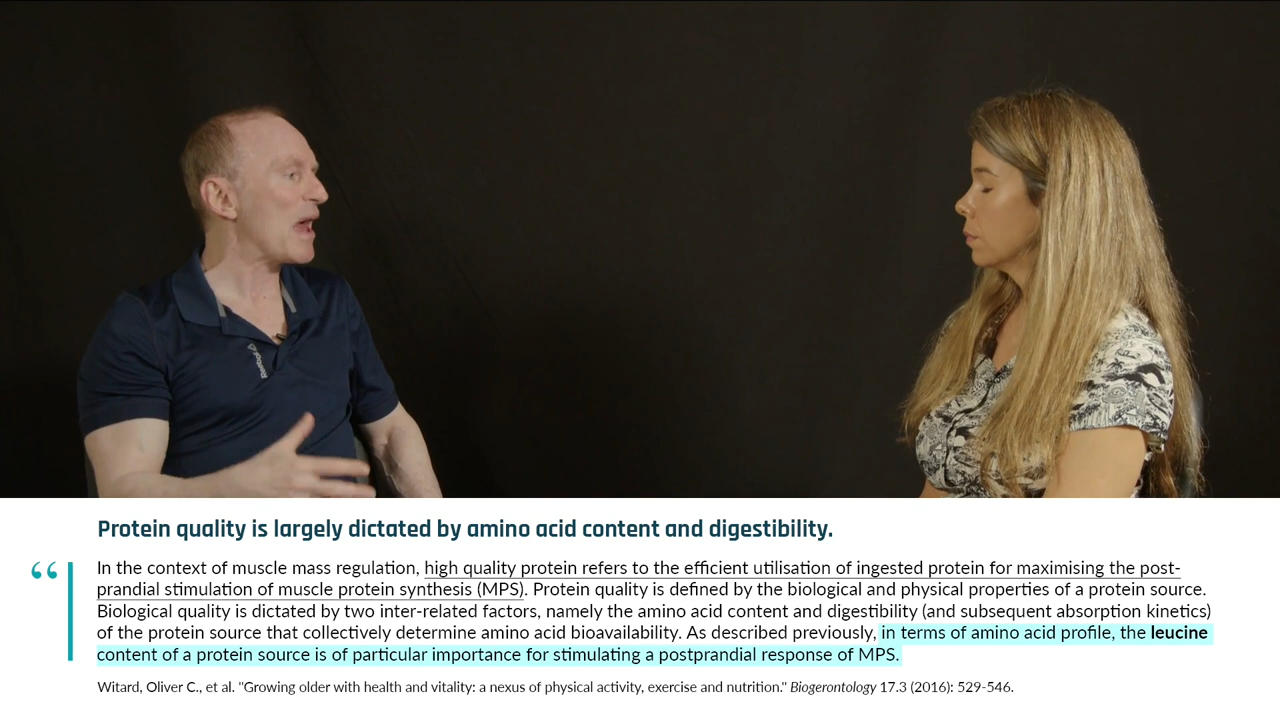 Reebok
Protein quality is largely dictated by amino acid content and digestibility.
“
In the context of muscle mass regulation, high quality protein refers to the efficient utilisation of ingested protein for maximising the post-
prandial stimulation of muscle protein synthesis (MPS). Protein quality is defined by the biological and physical properties of a protein source.
Biological quality is dictated by two inter-related factors, namely the amino acid content and digestibility (and subsequent absorption kinetics)
of the protein source that collectively determine amino acid bioavailability. As described previously, in terms of amino acid profile, the leucine
content of a protein source is of particular importance for stimulating a postprandial response of MPS.
Witard, Oliver C., et al. "Growing older with health and vitality: a nexus of physical activity, exercise and nutrition." Biogerontology 17.3 (2016): 529-546.